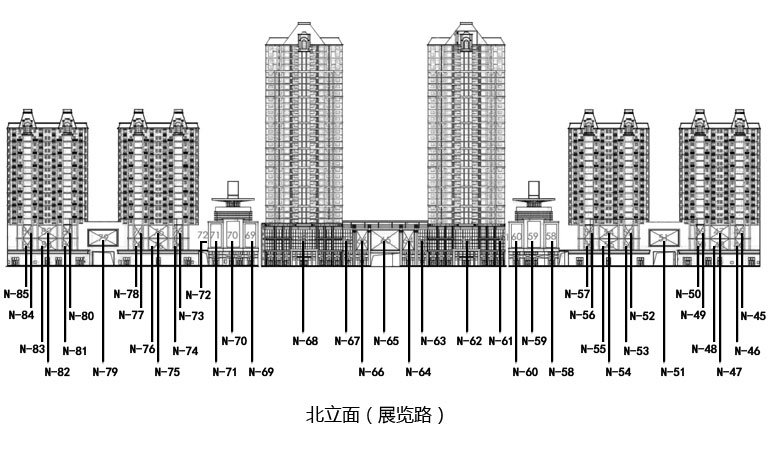 72 71 70 69 60 59 58
N-85 N-78 N-72 N-57 N-50
N-84 N-80 N-77 N-73 N-56 N-52 N-49 N-45
N-70 N-68 N-67 N-65 N-63 N-62 N-61 N-59
N-83 N-81 N-76 N-74 N-55 N-53 N-48 N-46
N-82 N-79 N-75 N-71 N-69 N-66 N-64 N-60 N-58 N-54 N-51 N-47
北立面（展览路）